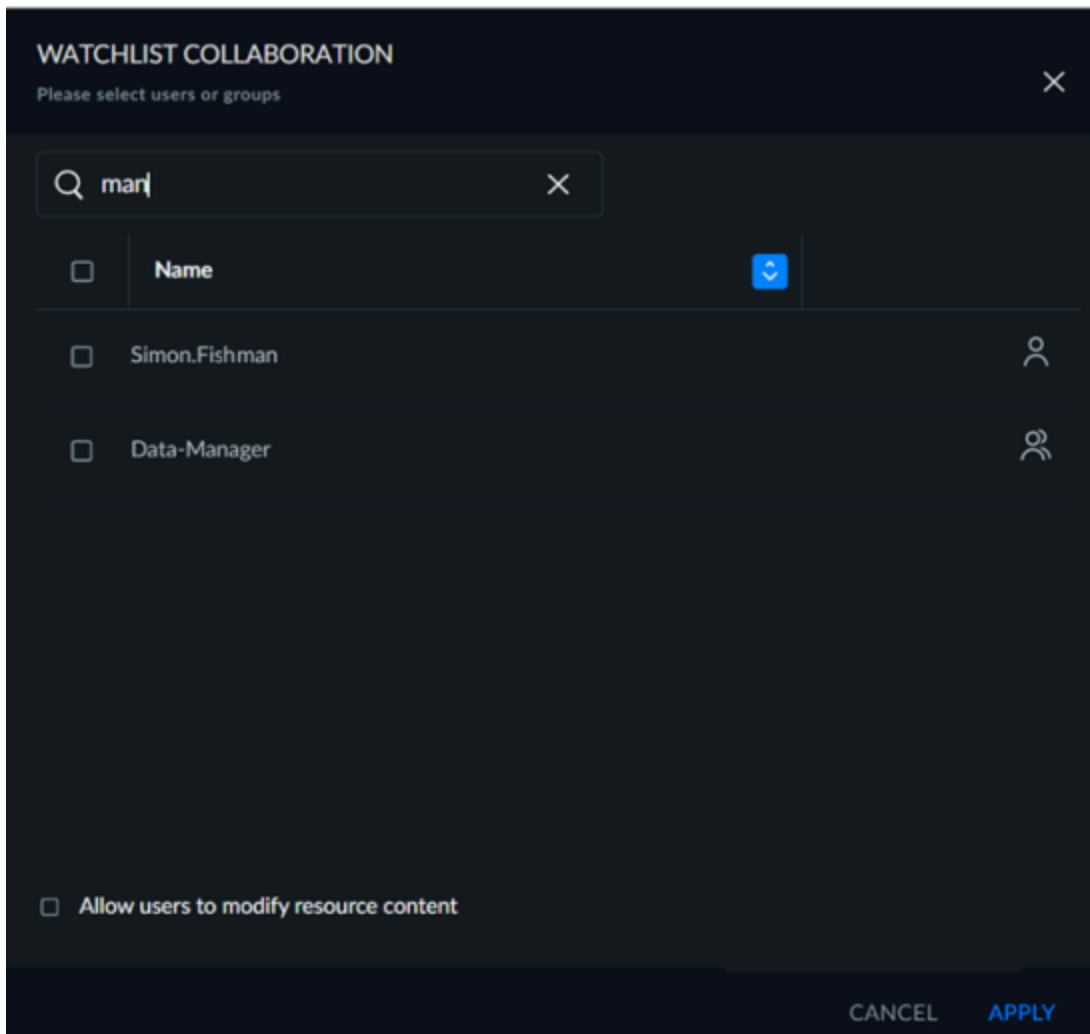 WATCHLIST COLLABORATION
Please select users or groups
man
Name
Simon.Fishman
Data-Manager
Allow users to modify resource content
CANCEL APPLY